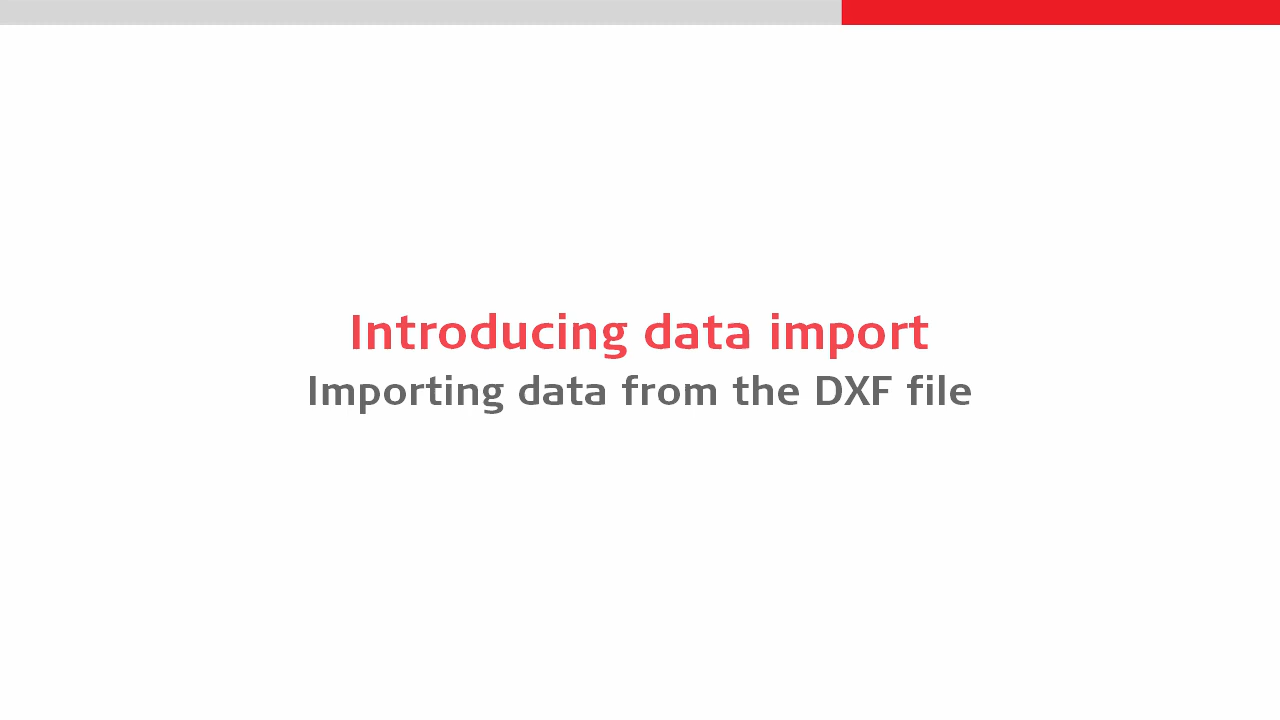 Introducing data import
Importing data from the DXF file